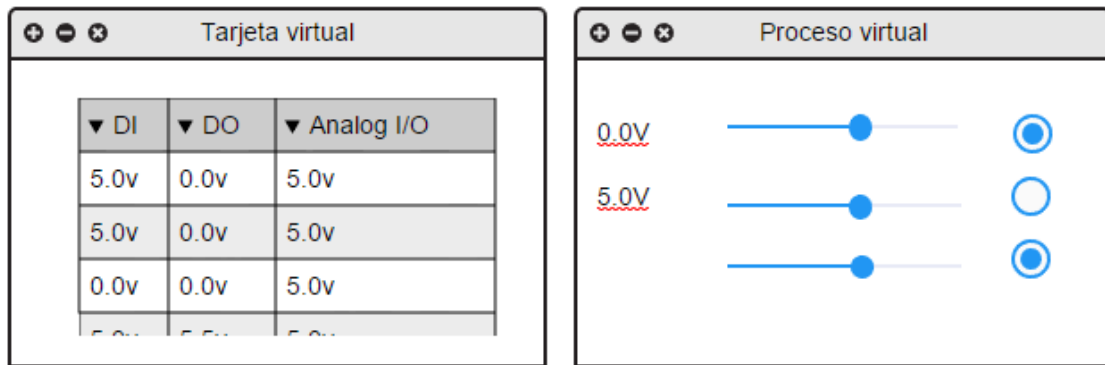 Tarjeta virtual
▼ DI ▼ DO ▼ Analog I/O
5.0v 0.0v 5.0v
5.0v 0.0v 5.0v
0.0v 0.0v 5.0v
Proceso virtual
0.0V
5.0V